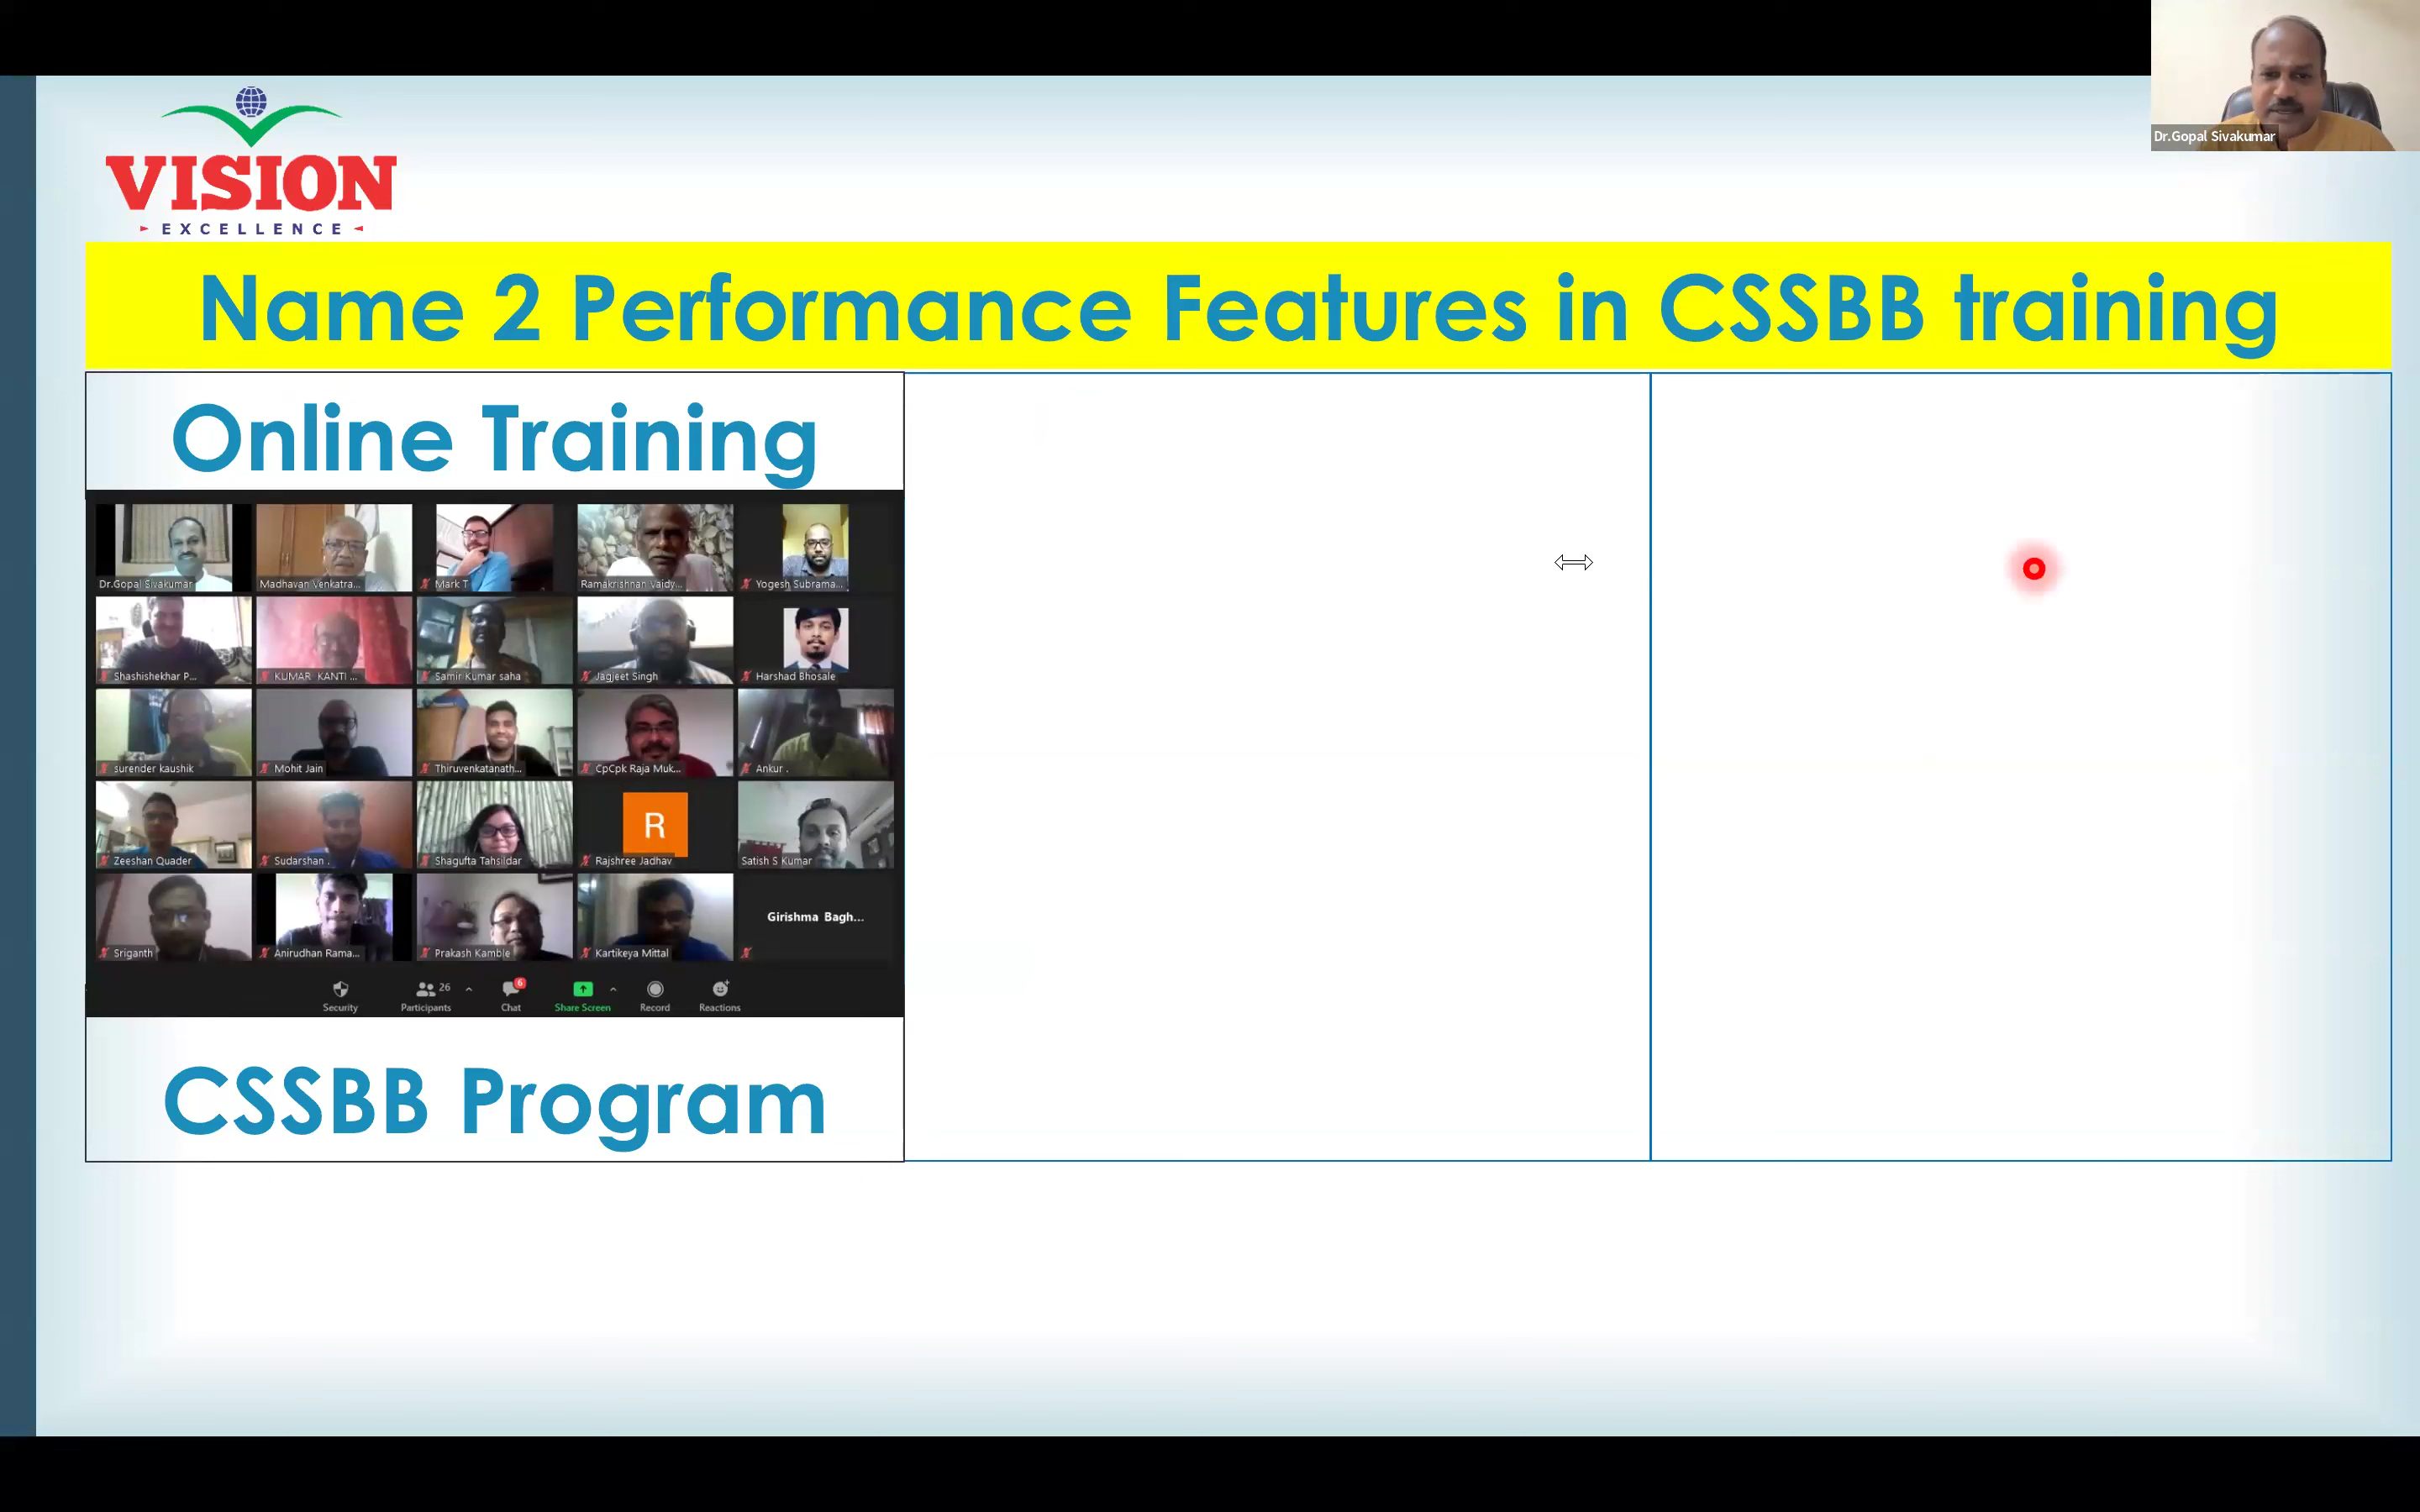 Dr.Gopal Sivakumar
VISION
EXCELLENCE
Name 2 Performance Features in CSSBB training
Online Training
Dr.Gopal Sivakumar
Madhavan Venkatra...
Mark T
Ramakrishnan Vaidy...
Yogesh Subrama...
Shashishekhar P...
KUMAR KANTI ...
Samir Kumar saha
Jagjeet Singh
Harshad Bhosale
surender kaushik
Mohit Jain
Thiruvenkatanath...
CpCpk Raja Muk...
Ankur .
Zeeshan Quader
Sudarshan .
Shagufta Tahsildar
R
Rajshree Jadhav
Satish S Kumar
Sriganth
Anirudhan Rama...
Prakash Kamble
Kartikeya Mittal
Girishma Bagh...
Security
26
Participants
6
Chat
Share Screen
Record
Reactions
CSSBB Program